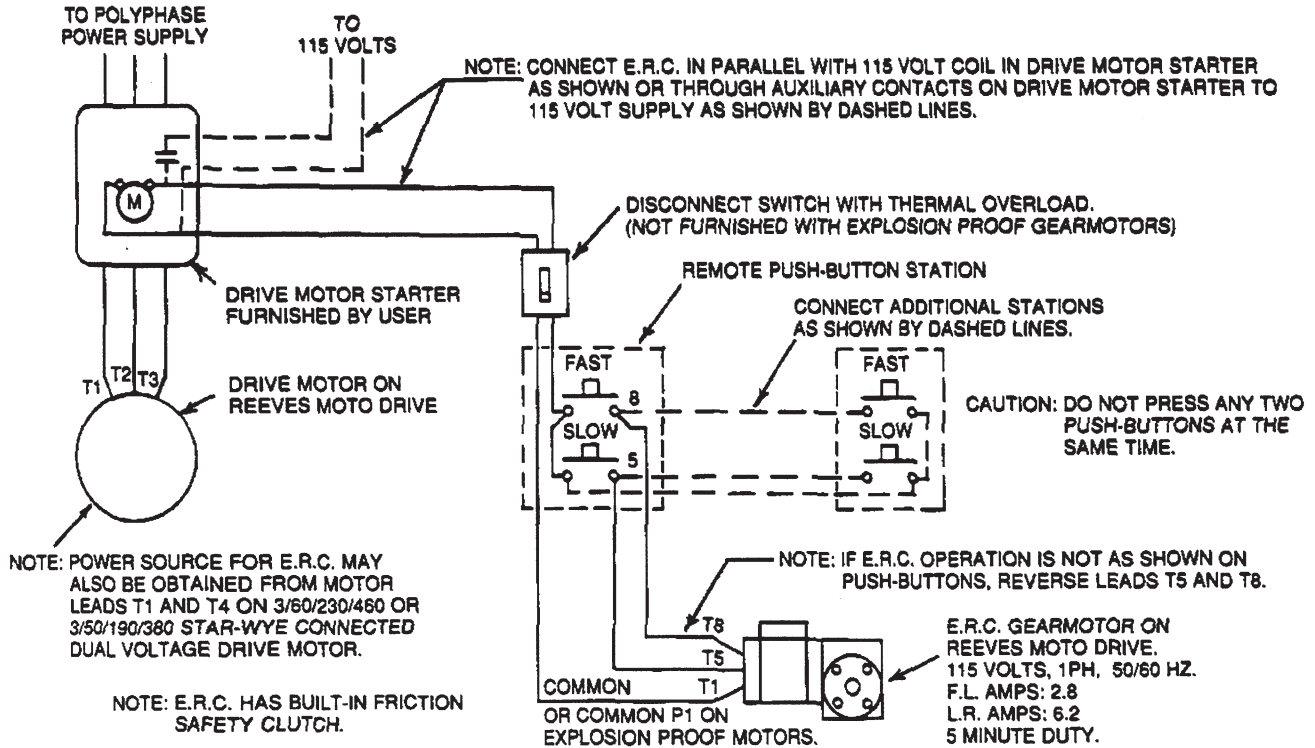 TO POLYPHASE
POWER SUPPLY
TO
115 VOLTS
NOTE: CONNECT E.R.C. IN PARALLEL WITH 115 VOLT COIL IN DRIVE MOTOR STARTER
AS SHOWN OR THROUGH AUXILIARY CONTACTS ON DRIVE MOTOR STARTER TO
115 VOLT SUPPLY AS SHOWN BY DASHED LINES.
M
DISCONNECT SWITCH WITH THERMAL OVERLOAD.
(NOT FURNISHED WITH EXPLOSION PROOF GEARMOTORS)
REMOTE PUSH-BUTTON STATION
DRIVE MOTOR STARTER
FURNISHED BY USER
CONNECT ADDITIONAL STATIONS
AS SHOWN BY DASHED LINES.
T1 T2 T3
DRIVE MOTOR ON
REEVES MOTO DRIVE
FAST
8
SLOW
5
FAST
SLOW
CAUTION: DO NOT PRESS ANY TWO
PUSH-BUTTONS AT THE
SAME TIME.
NOTE: POWER SOURCE FOR E.R.C. MAY
ALSO BE OBTAINED FROM MOTOR
LEADS T1 AND T4 ON 3/60/230/460 OR
3/50/190/380 STAR-WYE CONNECTED
DUAL VOLTAGE DRIVE MOTOR.
NOTE: IF E.R.C. OPERATION IS NOT AS SHOWN ON
PUSH-BUTTONS, REVERSE LEADS T5 AND T8.
T8
T5
T1
COMMON
OR COMMON P1 ON
EXPLOSION PROOF MOTORS.
E.R.C. GEARMOTOR ON
REEVES MOTO DRIVE.
115 VOLTS, 1PH, 50/60 HZ.
F.L. AMPS: 2.8
L.R. AMPS: 6.2
5 MINUTE DUTY.
NOTE: E.R.C. HAS BUILT-IN FRICTION
SAFETY CLUTCH.